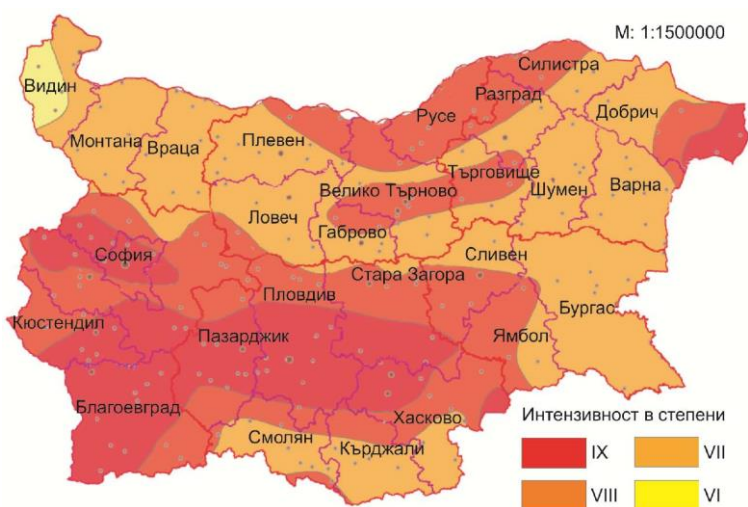 М: 1:1500000
Силистра
Видин
Разград
Русе
Добрич
Монтана
Враца
Плевен
Търговище
Велико Търново
Шумен
Варна
Ловеч
Габрово
София
Сливен
Стара Загора
Пловдив
Бургас
Кюстендил
Пазарджик
Ямбол
Благоевград
Хасково
Интензивност в степени
Смолян
Кърджали
IX
VII
VIII
VI